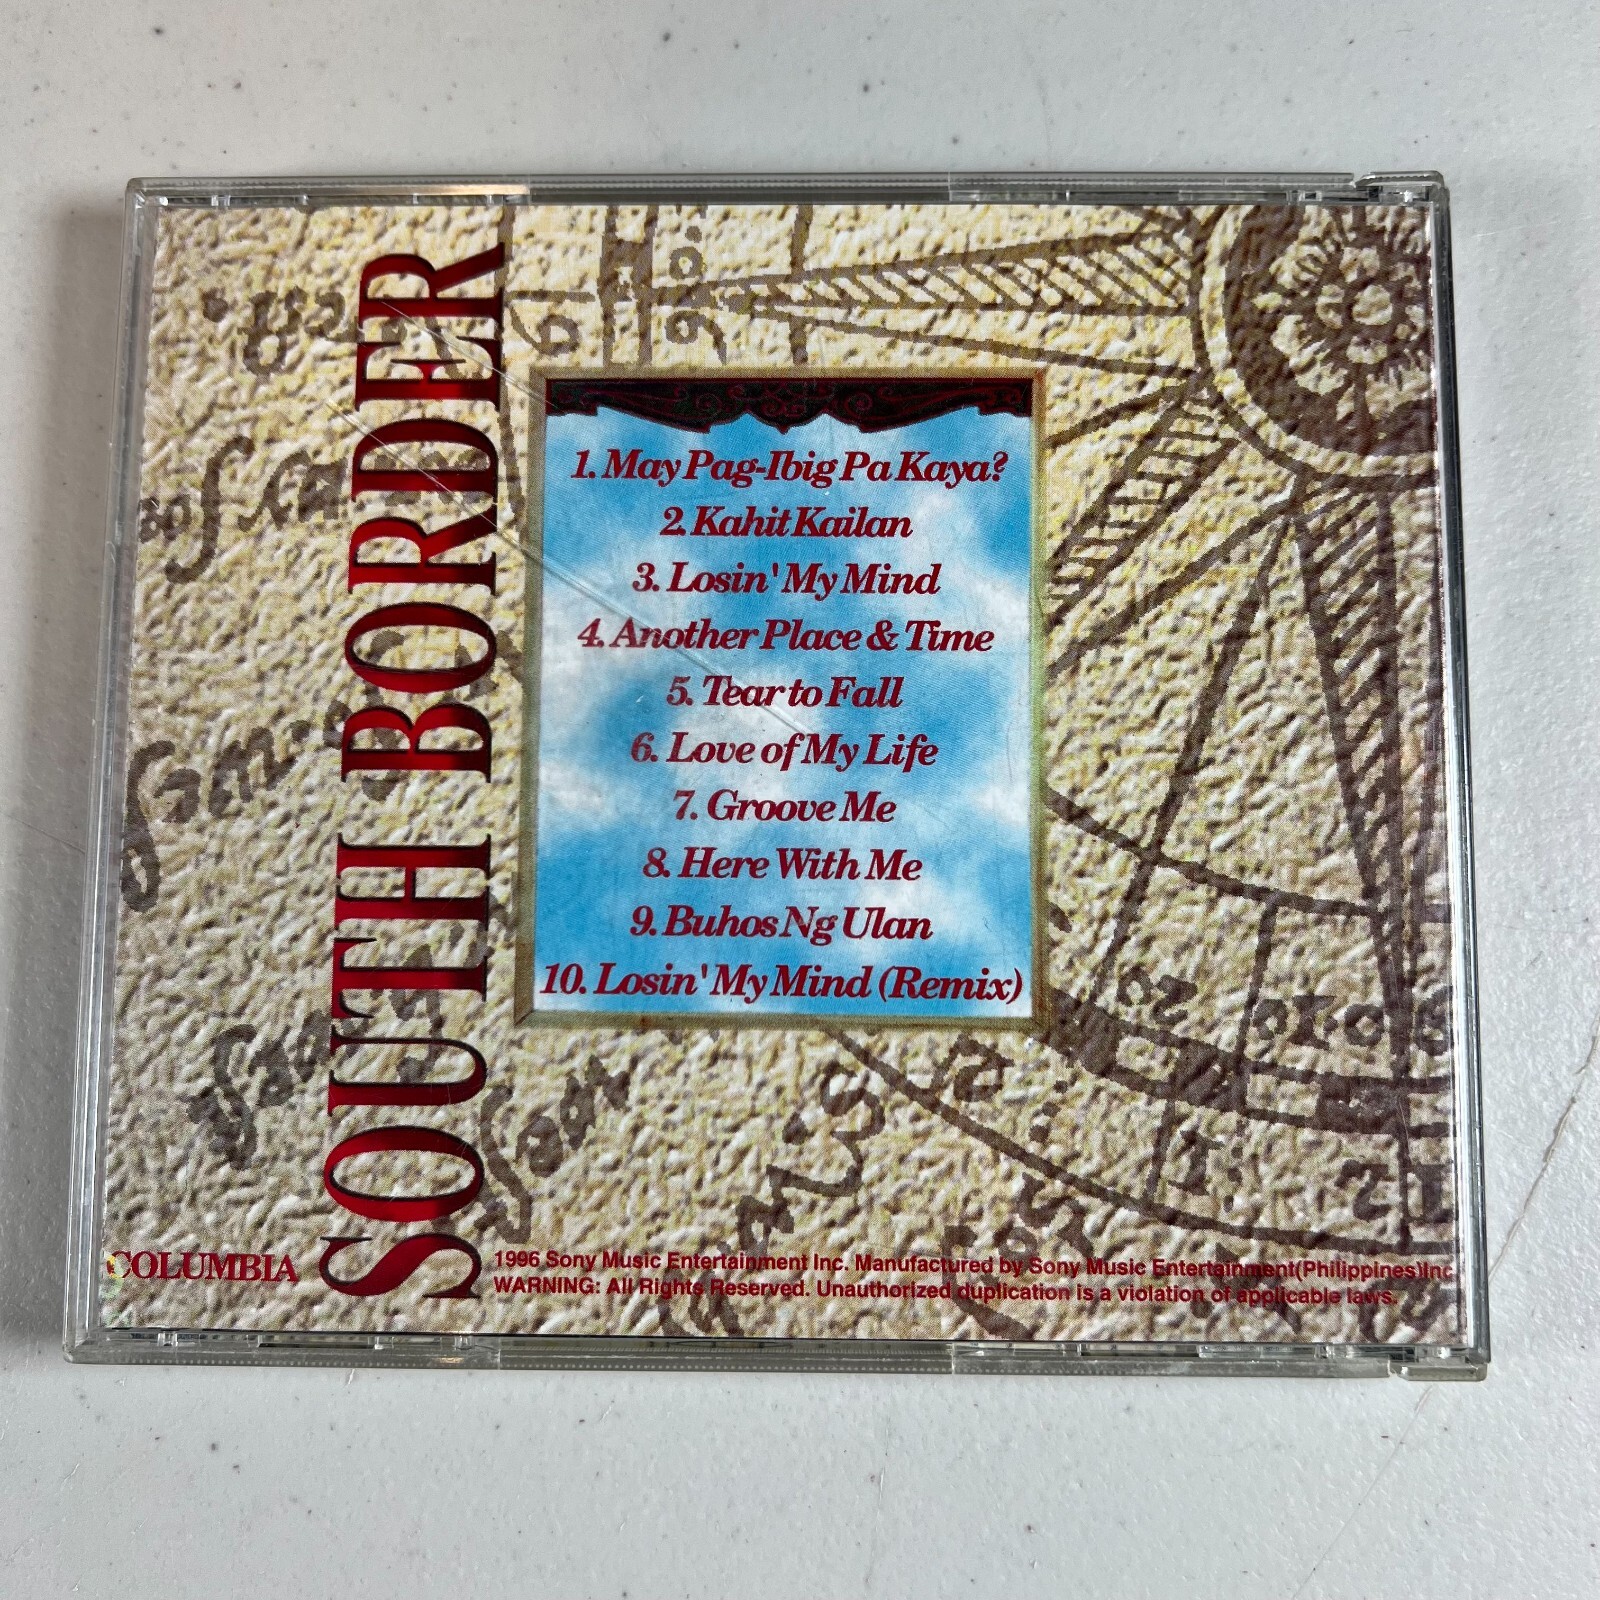 SOUTH BORDER
1. May Pag-Ibig Pa Kaya?
2. Kahit Kailan
3. Losin' My Mind
4. Another Place & Time
5. Tear to Fall
6. Love of My Life
7. Groove Me
8. Here With Me
9. Buhos Ng Ulan
10. Losin' My Mind (Remix)
COLUMBIA
1996 Sony Music Entertainment Inc. Manufactured by Sony Music Entertainment(Philippines)Inc.
WARNING: All Rights Reserved. Unauthorized duplication is a violation of applicable laws.